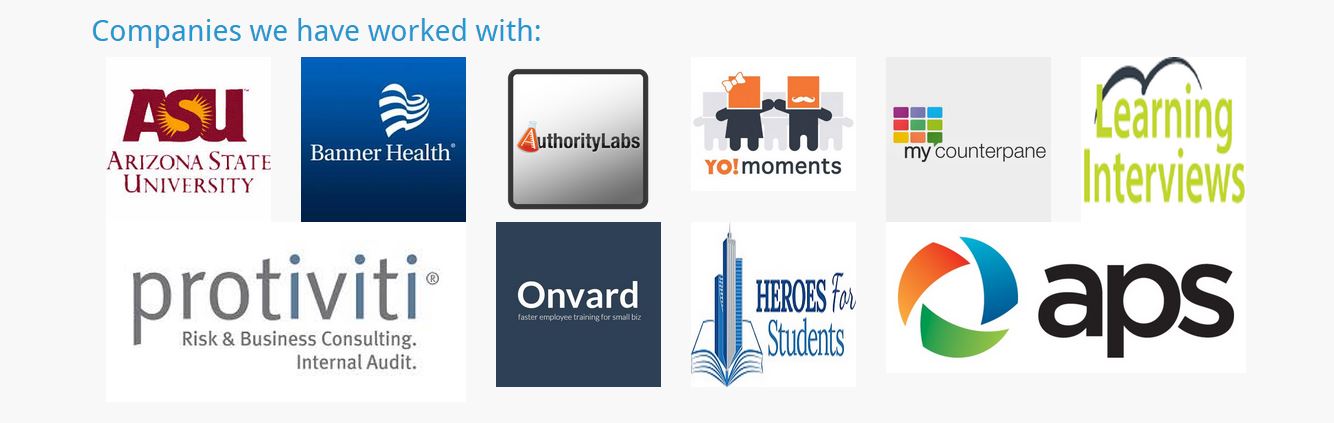 Companies we have worked with:
ASU
ARIZONA STATE
UNIVERSITY
Banner Health®
AuthorityLabs
YO!moments
my counterpane
Learning
Interviews
protiviti®
Risk & Business Consulting.
Internal Audit.
Onvard
faster employee training for small biz
HEROES For
Students
aps